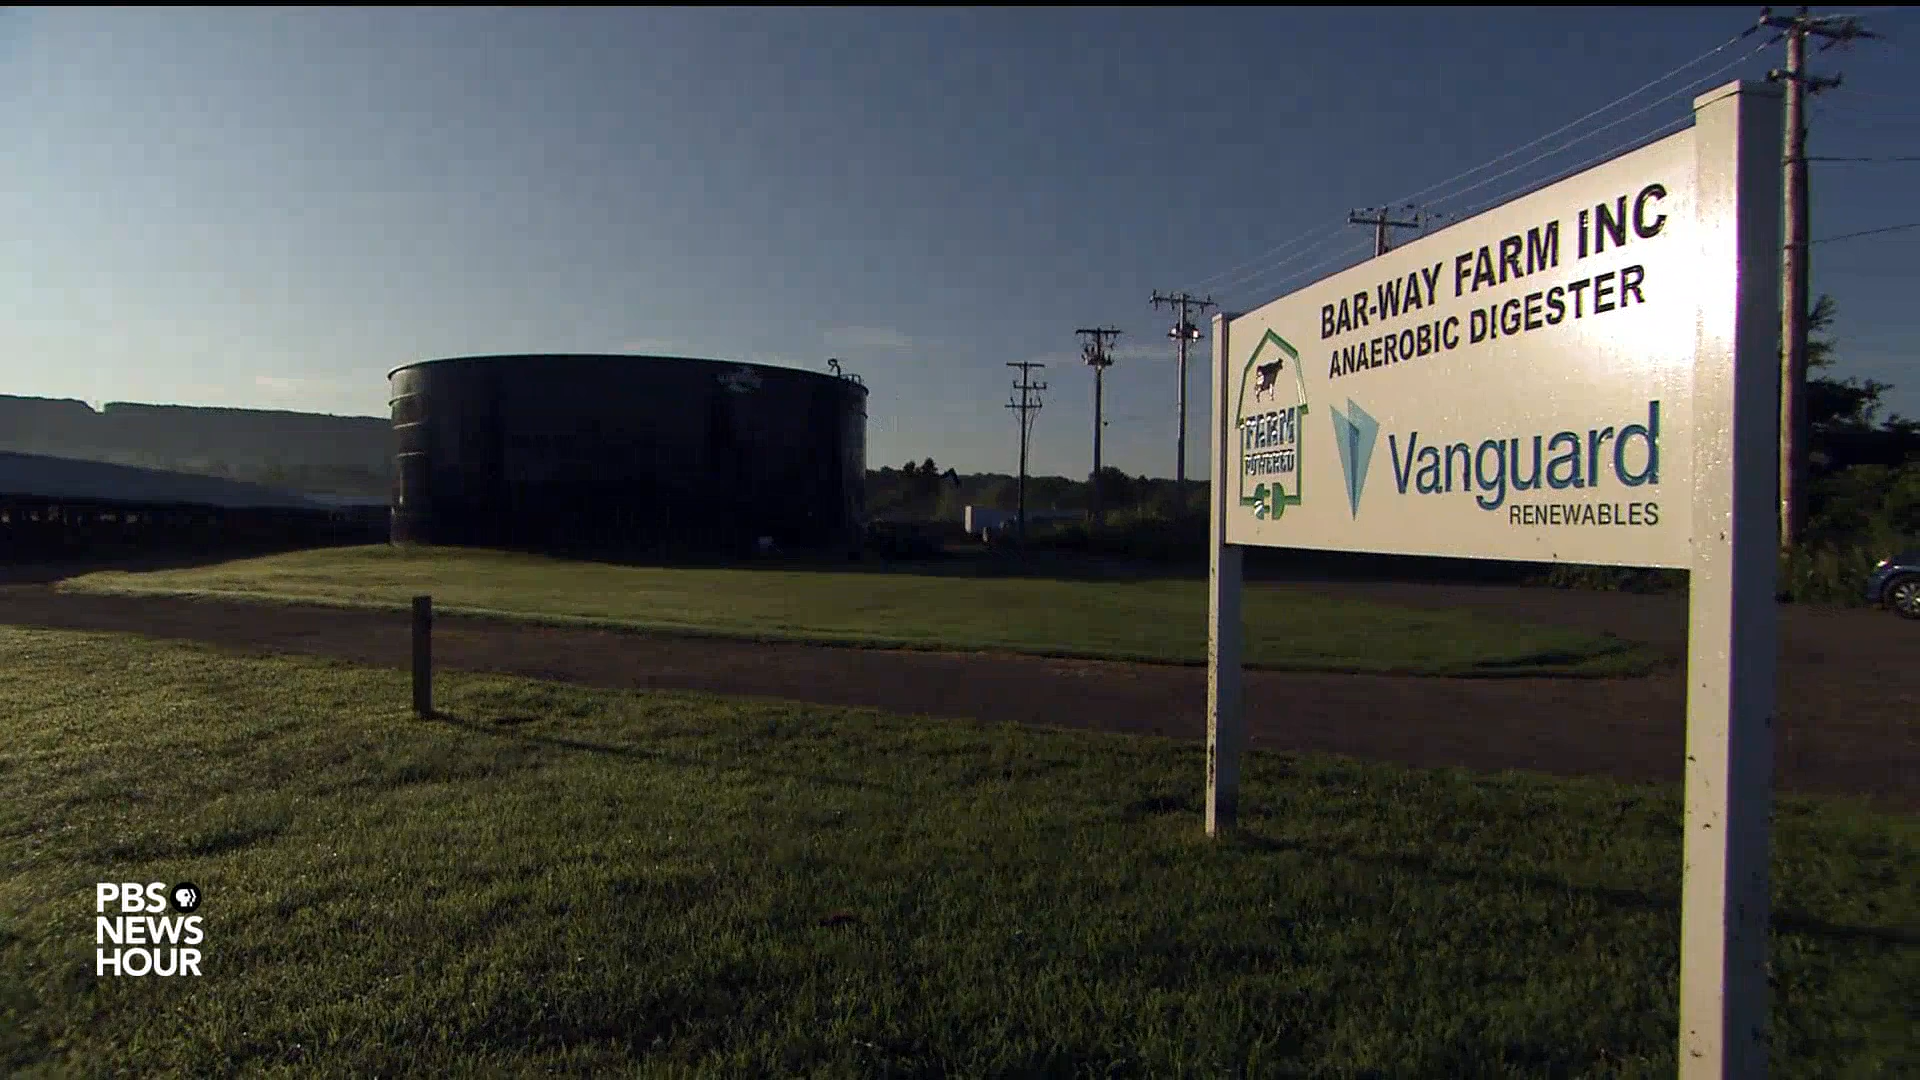 BAR-WAY FARM INC
ANAEROBIC DIGESTER
FARM
POWERED
Vanguard
RENEWABLES
PBS
NEWS
HOUR